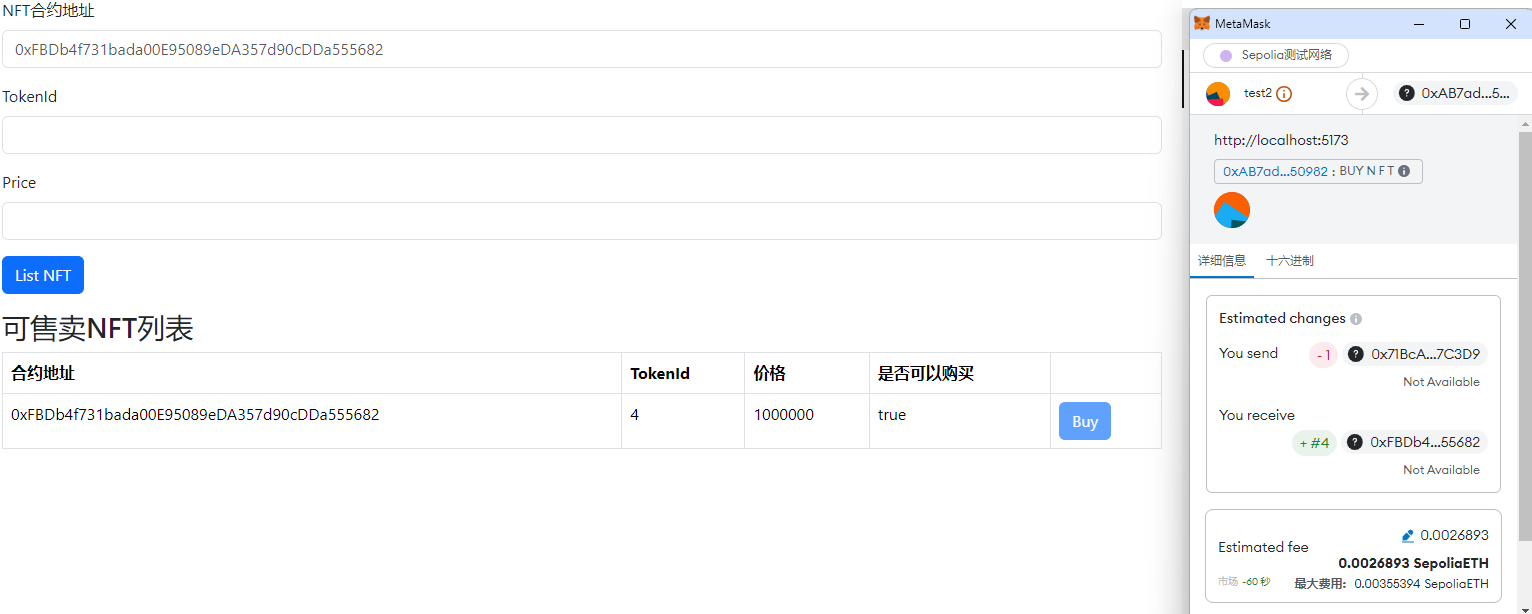 NFT合约地址
0xFBDb4f731bada00E95089eDA357d90cDDa555682
TokenId
Price
List NFT
可售卖NFT列表
合约地址 TokenId 价格 是否可以购买
0xFBDb4f731bada00E95089eDA357d90cDDa555682 4 1000000 true Buy
MetaMask
Sepolia测试网络
test2 0xAB7ad...5...
http://localhost:5173
0xAB7ad...50982 : BUY N F T
详细信息 十六进制
Estimated changes
You send - 1 0x71BcA...7C3D9
Not Available
You receive
+ #4 0xFBDb4...55682
Not Available
0.0026893
Estimated fee
0.0026893 SepoliaETH
市场 ~60 秒 最大费用: 0.00355394 SepoliaETH